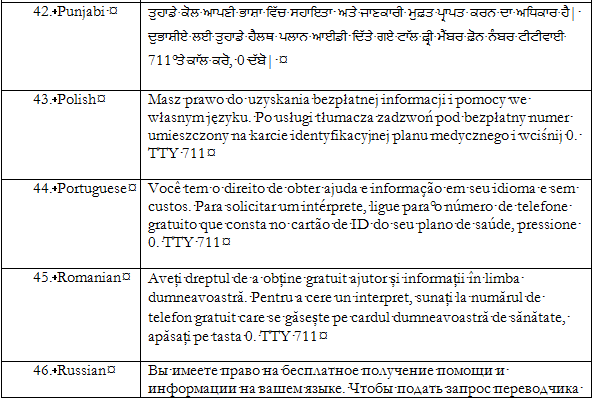 42. Punjabi
ਤੁਹਾਡੇ ਕੋਲ ਆਪਣੀ ਭਾਸ਼ਾ ਵਿੱਚ ਸਹਾਇਤਾ ਅਤੇ ਜਾਣਕਾਰੀ ਮੁਫ਼ਤ ਪ੍ਰਾਪਤ ਕਰਨ ਦਾ ਅਧਿਕਾਰ ਹੈ|
ਦੁਭਾਸ਼ੀਏ ਲਈ ਤੁਹਾਡੇ ਹੈਲਥ ਪਲਾਨ ਆਈਡੀ ਦਿੱਤੇ ਗਏ ਟਾੱਲ ਫ਼੍ਰੀ ਮੈਂਬਰ ਫ਼ੋਨ ਨੰਬਰ ਟੀਟੀਵਾਈ
711 ਤੇ ਕਾੱਲ ਕਰੋ, 0 ਦੱਬੋ|
43. Polish
Masz prawo do uzyskania bezpłatnej informacji i pomocy we
własnym języku. Po usługi tłumacza zadzwoń pod bezpłatny numer
umieszczony na karcie identyfikacyjnej planu medycznego i wciśnij 0.
TTY 711
44. Portuguese
Você tem o direito de obter ajuda e informação em seu idioma e sem
custos. Para solicitar um intérprete, ligue para o número de telefone
gratuito que consta no cartão de ID do seu plano de saúde, pressione
0. TTY 711
45. Romanian
Aveți dreptul de a obține gratuit ajutor și informații în limba
dumneavoastră. Pentru a cere un interpret, sunați la numărul de
telefon gratuit care se găsește pe cardul dumneavoastră de sănătate,
apăsați pe tasta 0. TTY 711
46. Russian
Вы имеете право на бесплатное получение помощи и
информации на вашем языке. Чтобы подать запрос переводчика